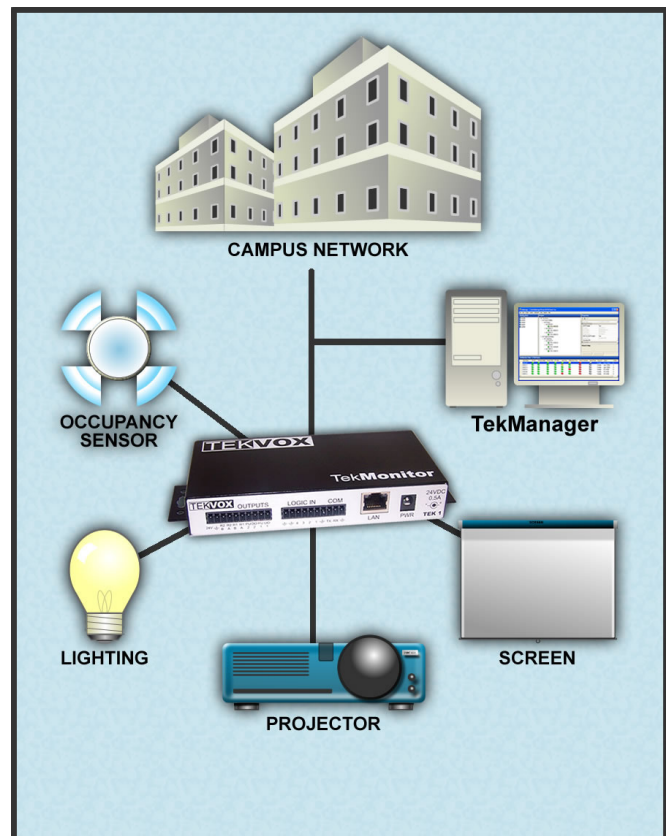 CAMPUS NETWORK
OCCUPANCY
SENSOR
TekManager
TEKVOX
TekMonitor
TEKVOX OUTPUTS
LOGIC IN COM
LAN
PWR
24VDC
0.5A
TEK 1
LIGHTING
SCREEN
PROJECTOR